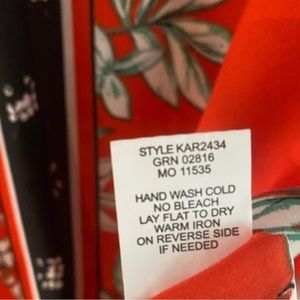 STYLE KAR2434
GRN 02816
MO 11535
HAND WASH COLD
NO BLEACH
LAY FLAT TO DRY
WARM IRON
ON REVERSE SIDE
IF NEEDED